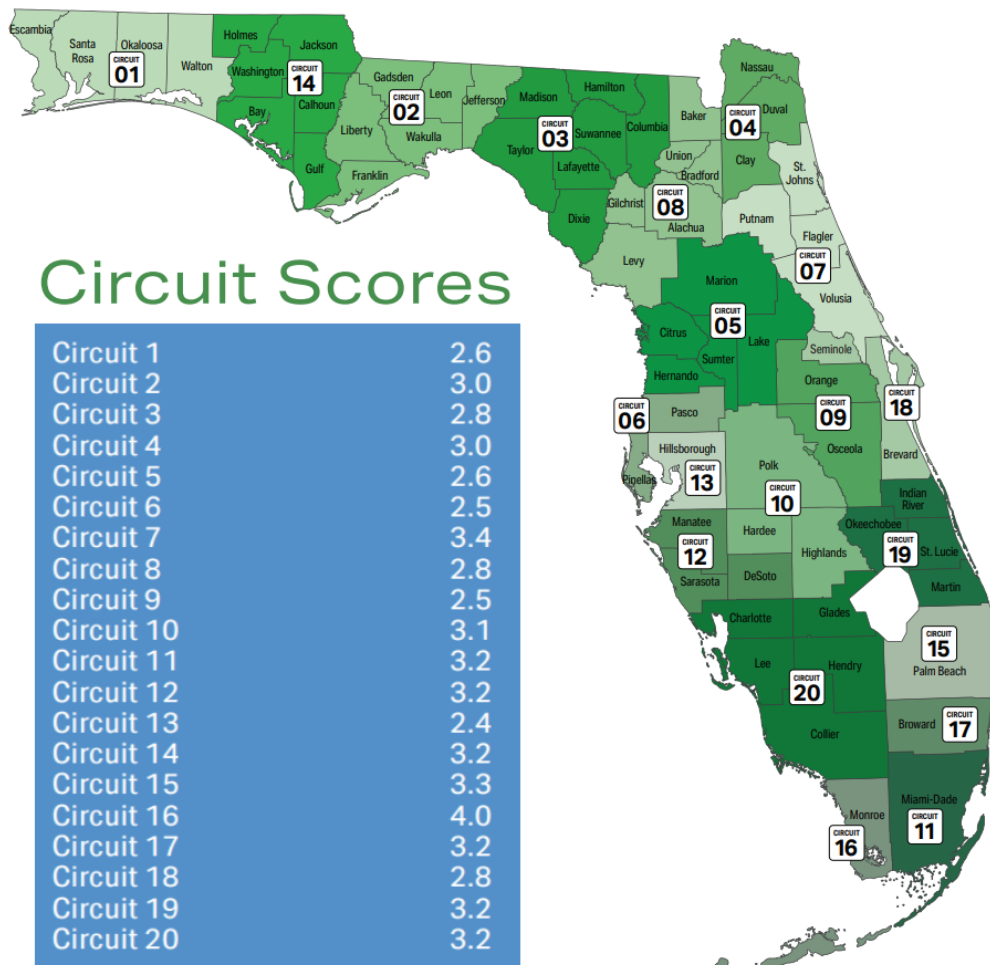 Escambia
Santa
Rosa
Okaloosa
Walton
CIRCUIT
01
Holmes
Jackson
Washington
CIRCUIT
14
Bay
Calhoun
Gulf
Gadsden
Leon
Jefferson
CIRCUIT
02
Liberty
Wakulla
Franklin
Madison
Hamilton
CIRCUIT
03
Suwannee
Columbia
Taylor
Lafayette
Dixie
Nassau
Duval
CIRCUIT
04
Clay
Baker
Union
Bradford
Gilchrist
CIRCUIT
08
Alachua
Levy
St.
Johns
Putnam
Flagler
CIRCUIT
07
Volusia
Marion
CIRCUIT
05
Citrus
Lake
Sumter
Hernando
Seminole
Orange
CIRCUIT
09
Osceola
CIRCUIT
18
Brevard
CIRCUIT
06
Pasco
Pinellas
Hillsborough
CIRCUIT
13
Polk
CIRCUIT
10
Hardee
Highlands
Indian
River
Okeechobee
CIRCUIT
19
St. Lucie
Martin
Manatee
CIRCUIT
12
Sarasota
DeSoto
Charlotte
Glades
Lee
Hendry
CIRCUIT
20
Collier
CIRCUIT
15
Palm Beach
Broward
CIRCUIT
17
Miami-Dade
CIRCUIT
11
Monroe
CIRCUIT
16
Circuit Scores
Circuit 1 2.6
Circuit 2 3.0
Circuit 3 2.8
Circuit 4 3.0
Circuit 5 2.6
Circuit 6 2.5
Circuit 7 3.4
Circuit 8 2.8
Circuit 9 2.5
Circuit 10 3.1
Circuit 11 3.2
Circuit 12 3.2
Circuit 13 2.4
Circuit 14 3.2
Circuit 15 3.3
Circuit 16 4.0
Circuit 17 3.2
Circuit 18 2.8
Circuit 19 3.2
Circuit 20 3.2